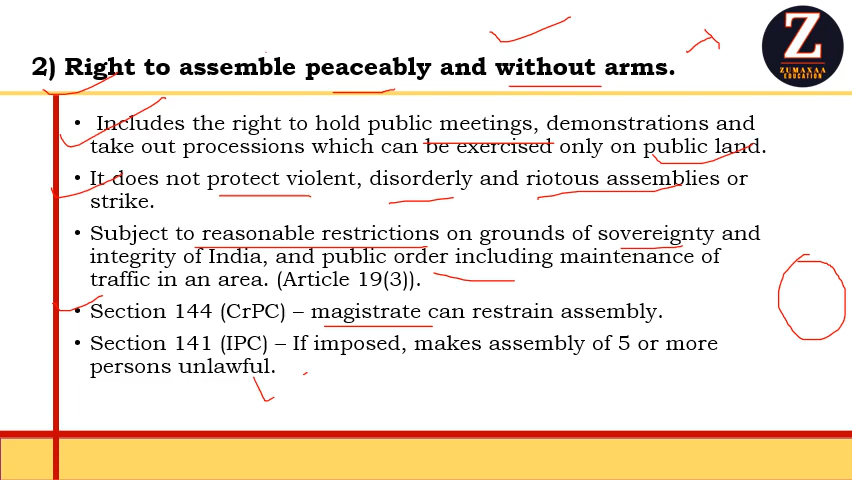 2) Right to assemble peaceably and without arms.
Z
ZUMAXAA
EDUCATION
• Includes the right to hold public meetings, demonstrations and
take out processions which can be exercised only on public land.
• It does not protect violent, disorderly and riotous assemblies or
strike.
• Subject to reasonable restrictions on grounds of sovereignty and
integrity of India, and public order including maintenance of
traffic in an area. (Article 19(3)).
• Section 144 (CrPC) – magistrate can restrain assembly.
• Section 141 (IPC) – If imposed, makes assembly of 5 or more
persons unlawful.